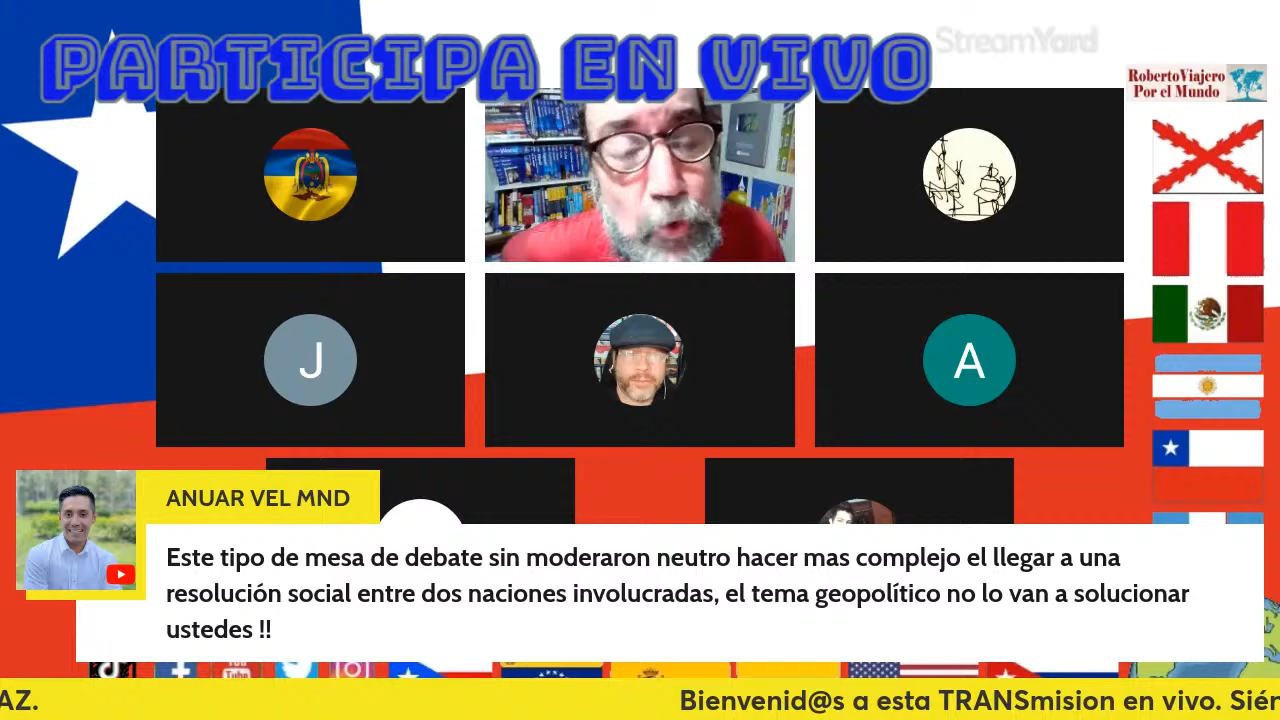 PARTICIPA EN VIVO
StreamYard
Roberto Viajero
Por el Mundo
J
A
ANUAR VEL MND
Este tipo de mesa de debate sin moderaron neutro hacer mas complejo el llegar a una
resolución social entre dos naciones involucradas, el tema geopolítico no lo van a solucionar
ustedes !!
AZ.
Bienvenid@s a esta TRANSmision en vivo. Sién